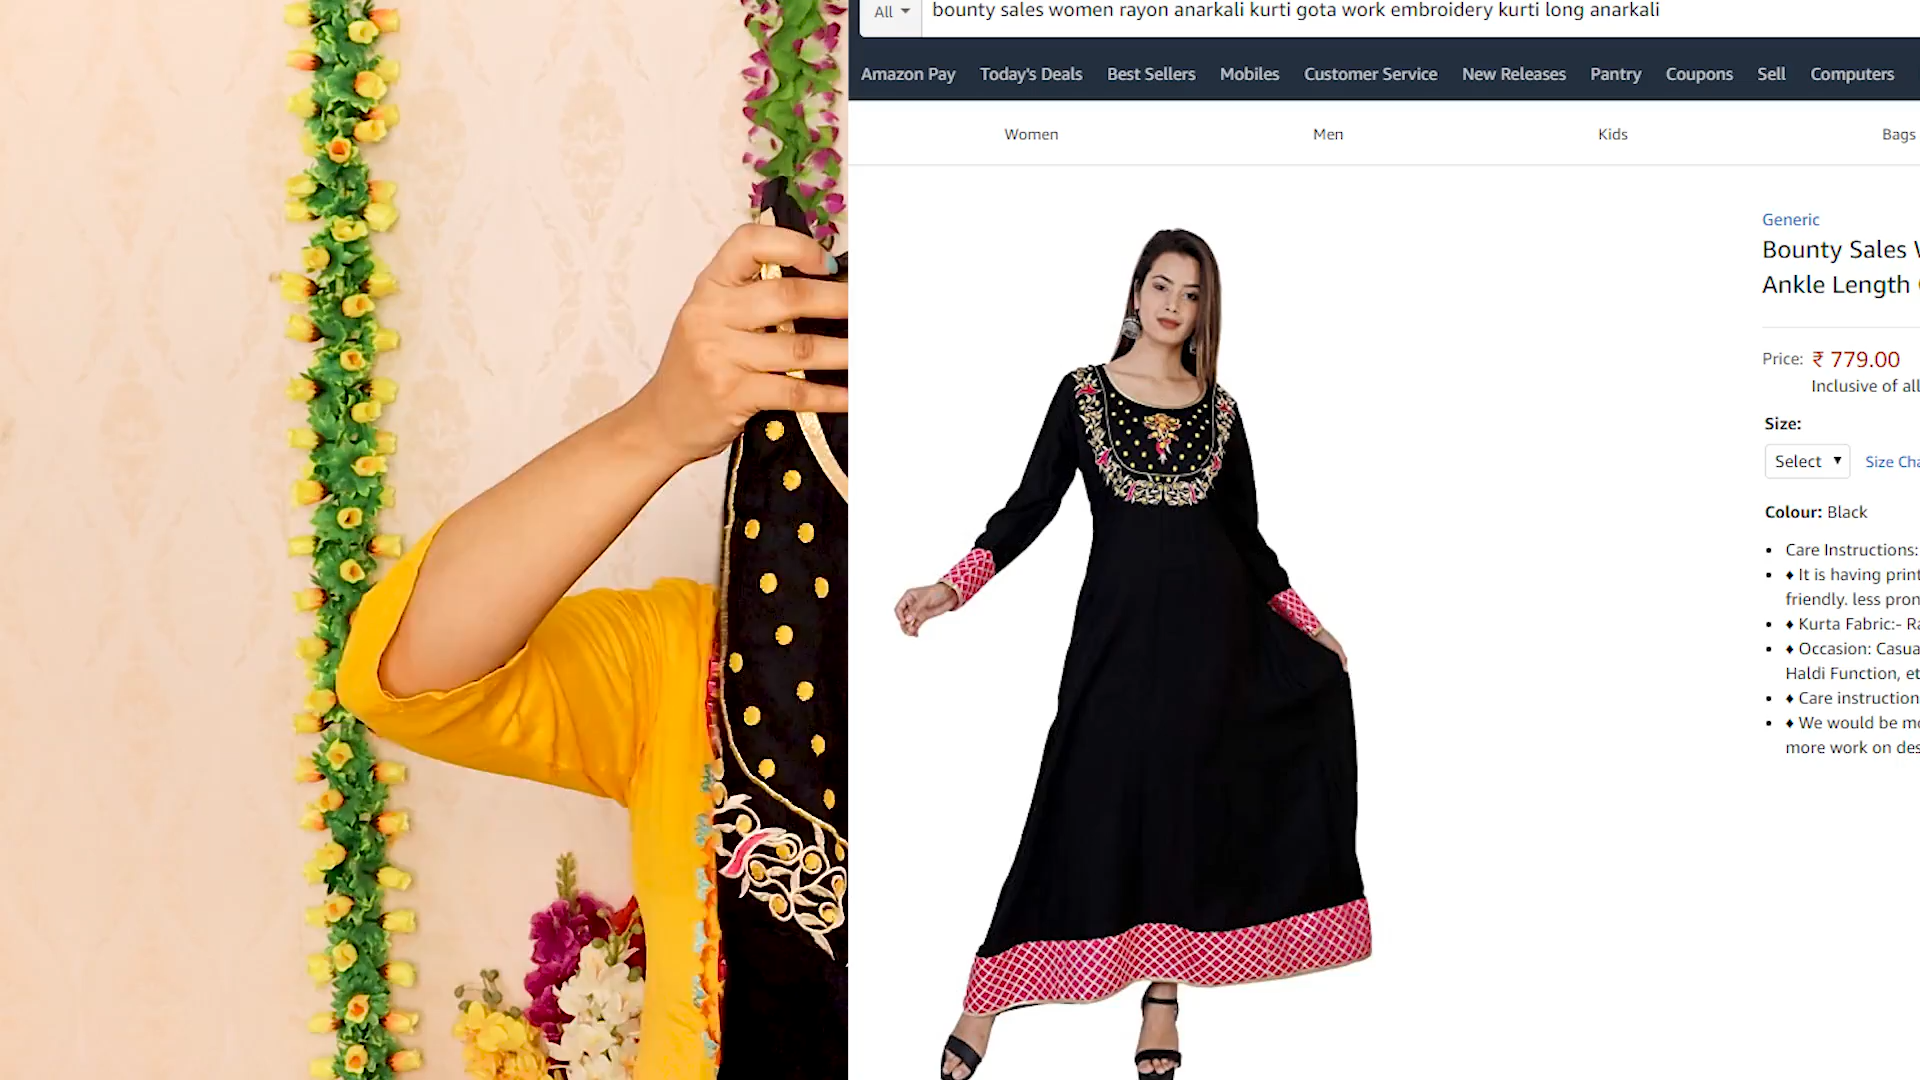 All
bounty sales women rayon anarkali kurti gota work embroidery kurti long anarkali
Amazon Pay Today's Deals Best Sellers Mobiles Customer Service New Releases Pantry Coupons Sell Computers
Women Men Kids Bags
Generic
Bounty Sales
Ankle Length
Price: ₹ 779.00
Inclusive of all
Size:
Select Size Cha
Colour: Black
• Care Instructions:
• ♦ It is having print
friendly. less pron
• ♦ Kurta Fabric:- Ra
• ♦ Occasion: Casua
Haldi Function, et
• ♦ Care instruction
• ♦ We would be mo
more work on des